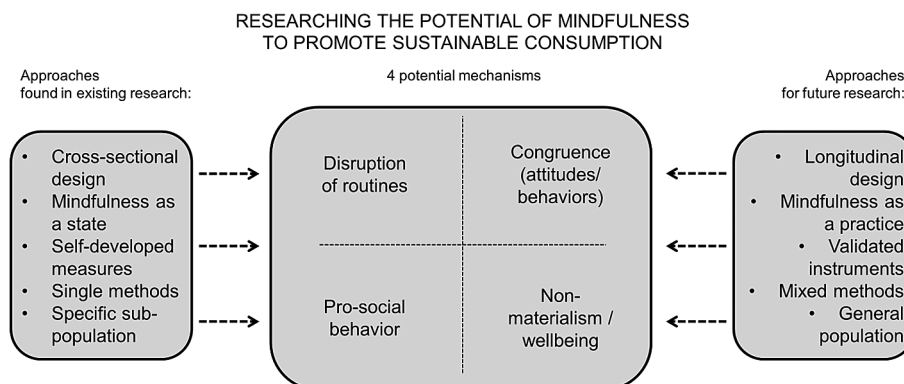 RESEARCHING THE POTENTIAL OF MINDFULNESS
TO PROMOTE SUSTAINABLE CONSUMPTION
Approaches
found in existing research:
4 potential mechanisms
Approaches
for future research:
• Cross-sectional
design
• Mindfulness as
a state
• Self-developed
measures
• Single methods
• Specific sub-
population
Disruption
of routines
Congruence
(attitudes/
behaviors)
Pro-social
behavior
Non-
materialism /
wellbeing
• Longitudinal
design
• Mindfulness as
a practice
• Validated
instruments
• Mixed methods
• General
population